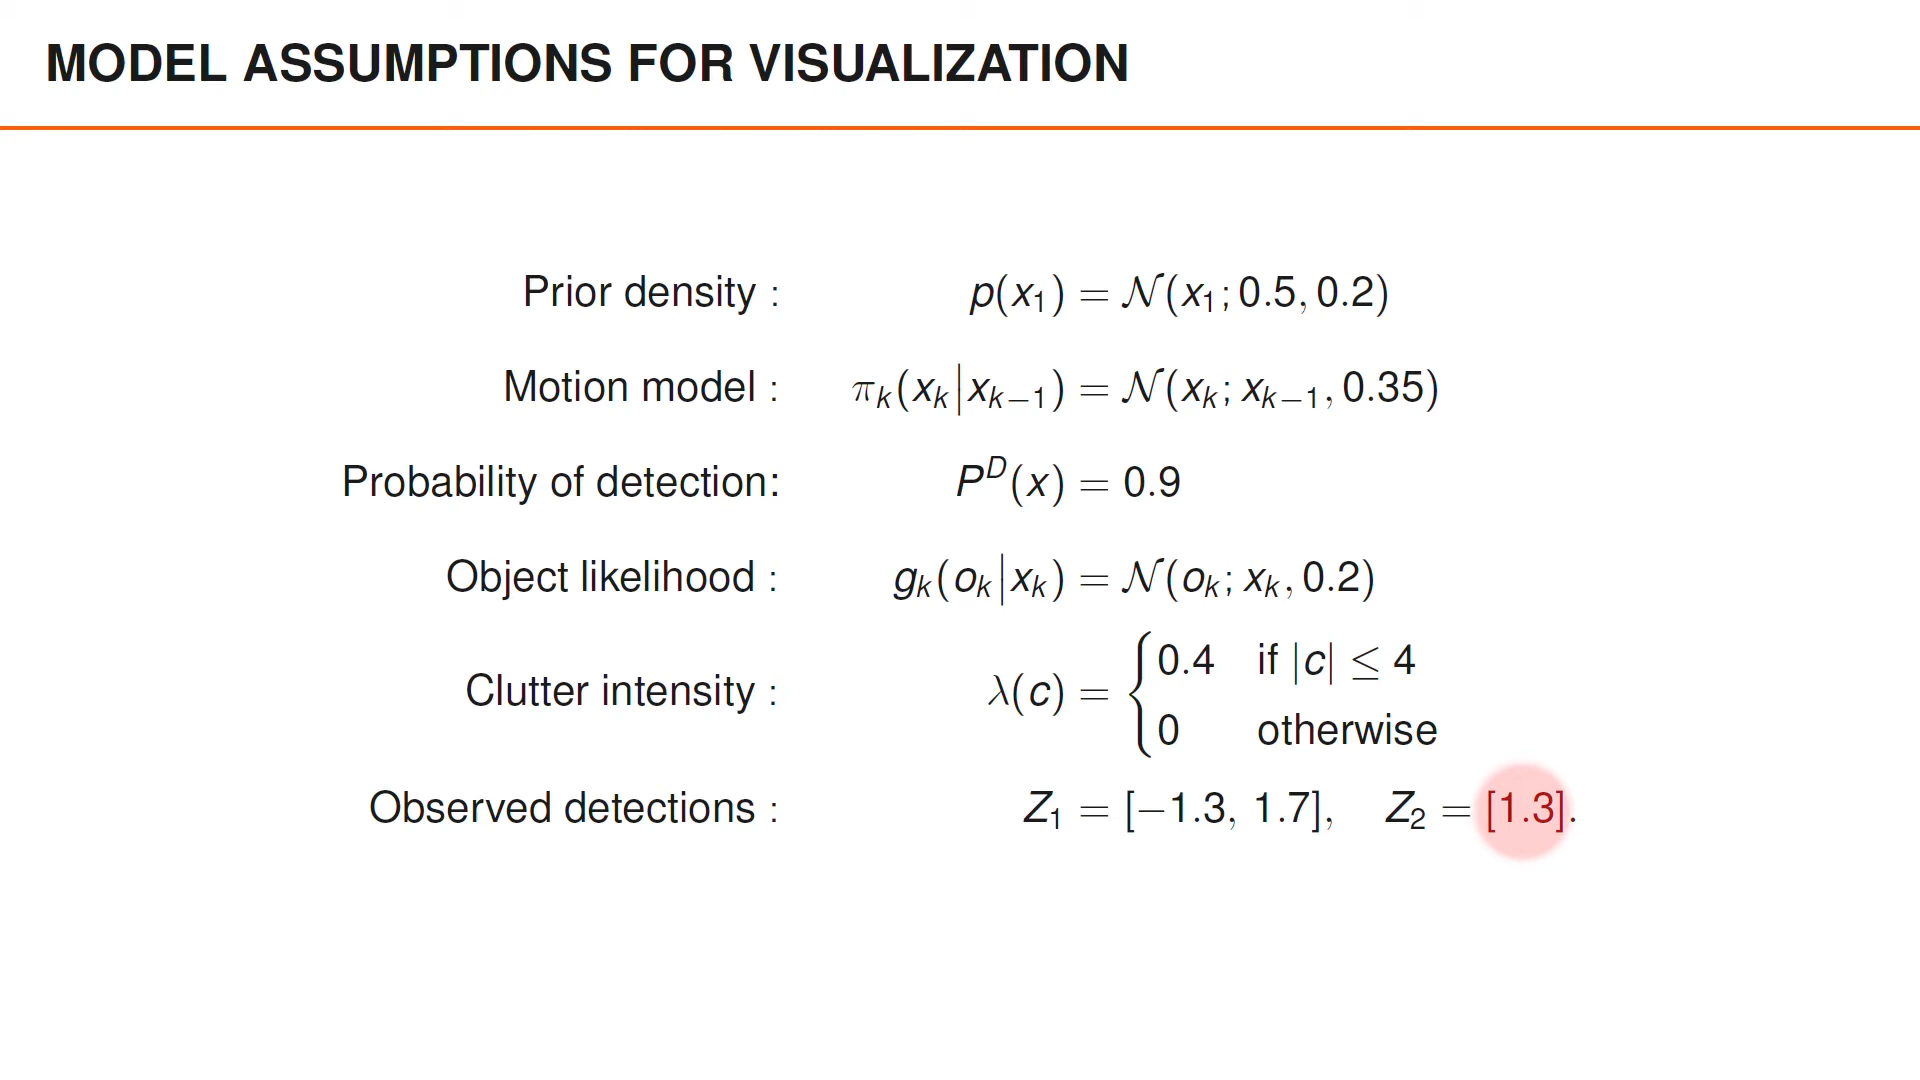 MODEL ASSUMPTIONS FOR VISUALIZATION
Prior density : p(x₁) = 𝒩(x₁; 0.5, 0.2)
Motion model : πₖ(xₖ|xₖ₋₁) = 𝒩(xₖ; xₖ₋₁, 0.35)
Probability of detection: Pᴰ(x) = 0.9
Object likelihood : gₖ(oₖ|xₖ) = 𝒩(oₖ; xₖ, 0.2)
Clutter intensity : λ(c) = { 0.4 if |c| ≤ 4
0 otherwise
Observed detections : Z₁ = [−1.3, 1.7], Z₂ = [1.3].